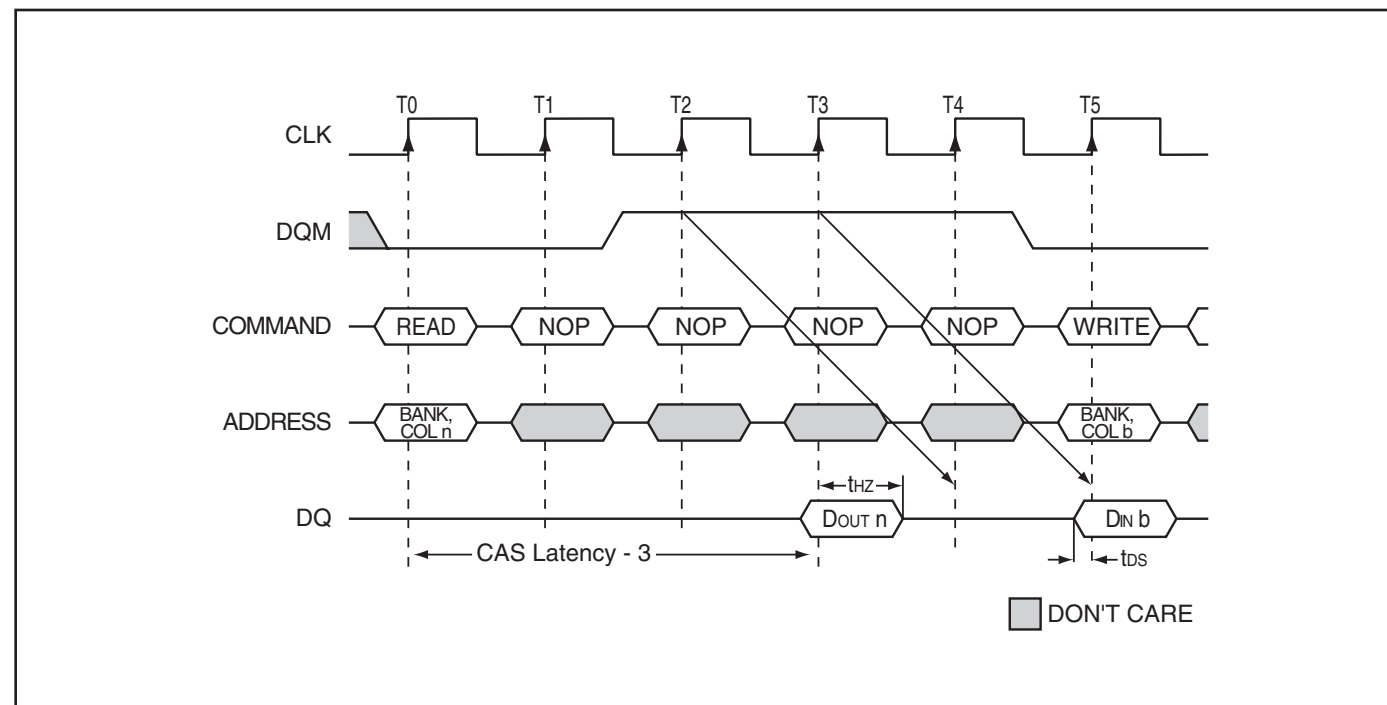 T0 T1 T2 T3 T4 T5
CLK
DQM
COMMAND READ NOP NOP NOP NOP WRITE
ADDRESS BANK, COL n BANK, COL b
tHZ
DQ DOUT n DIN b
CAS Latency - 3 tDS
DON'T CARE